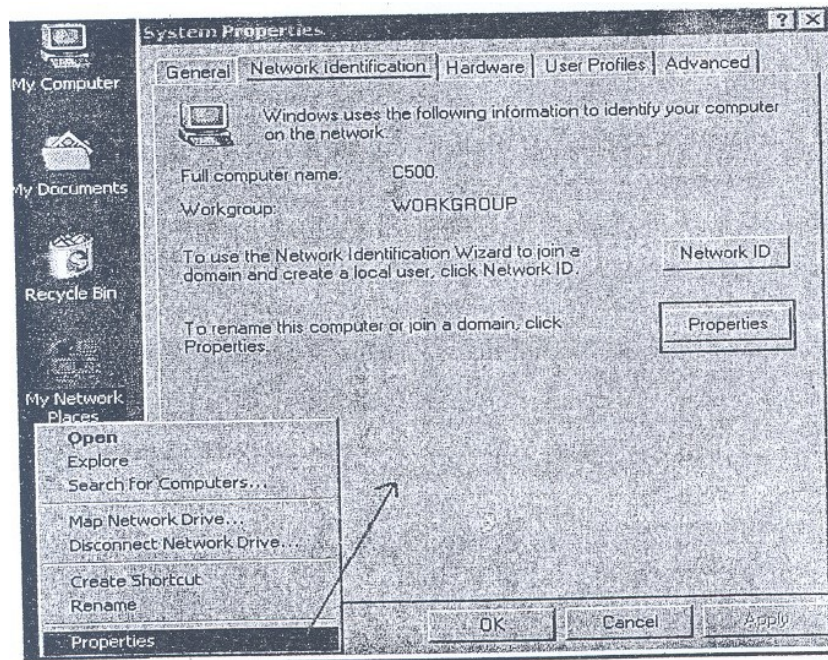 My Computer
My Documents
Recycle Bin
My Network
Places
System Properties
? X
General Network Identification Hardware User Profiles Advanced
Windows uses the following information to identify your computer
on the network.
Full computer name: C500.
Workgroup: WORKGROUP
To use the Network Identification Wizard to join a
domain and create a local user, click Network ID.
Network ID
To rename this computer or join a domain, click
Properties.
Properties
Open
Explore
Search for Computers...
Map Network Drive...
Disconnect Network Drive...
Create Shortcut
Rename
Properties
OK Cancel Apply